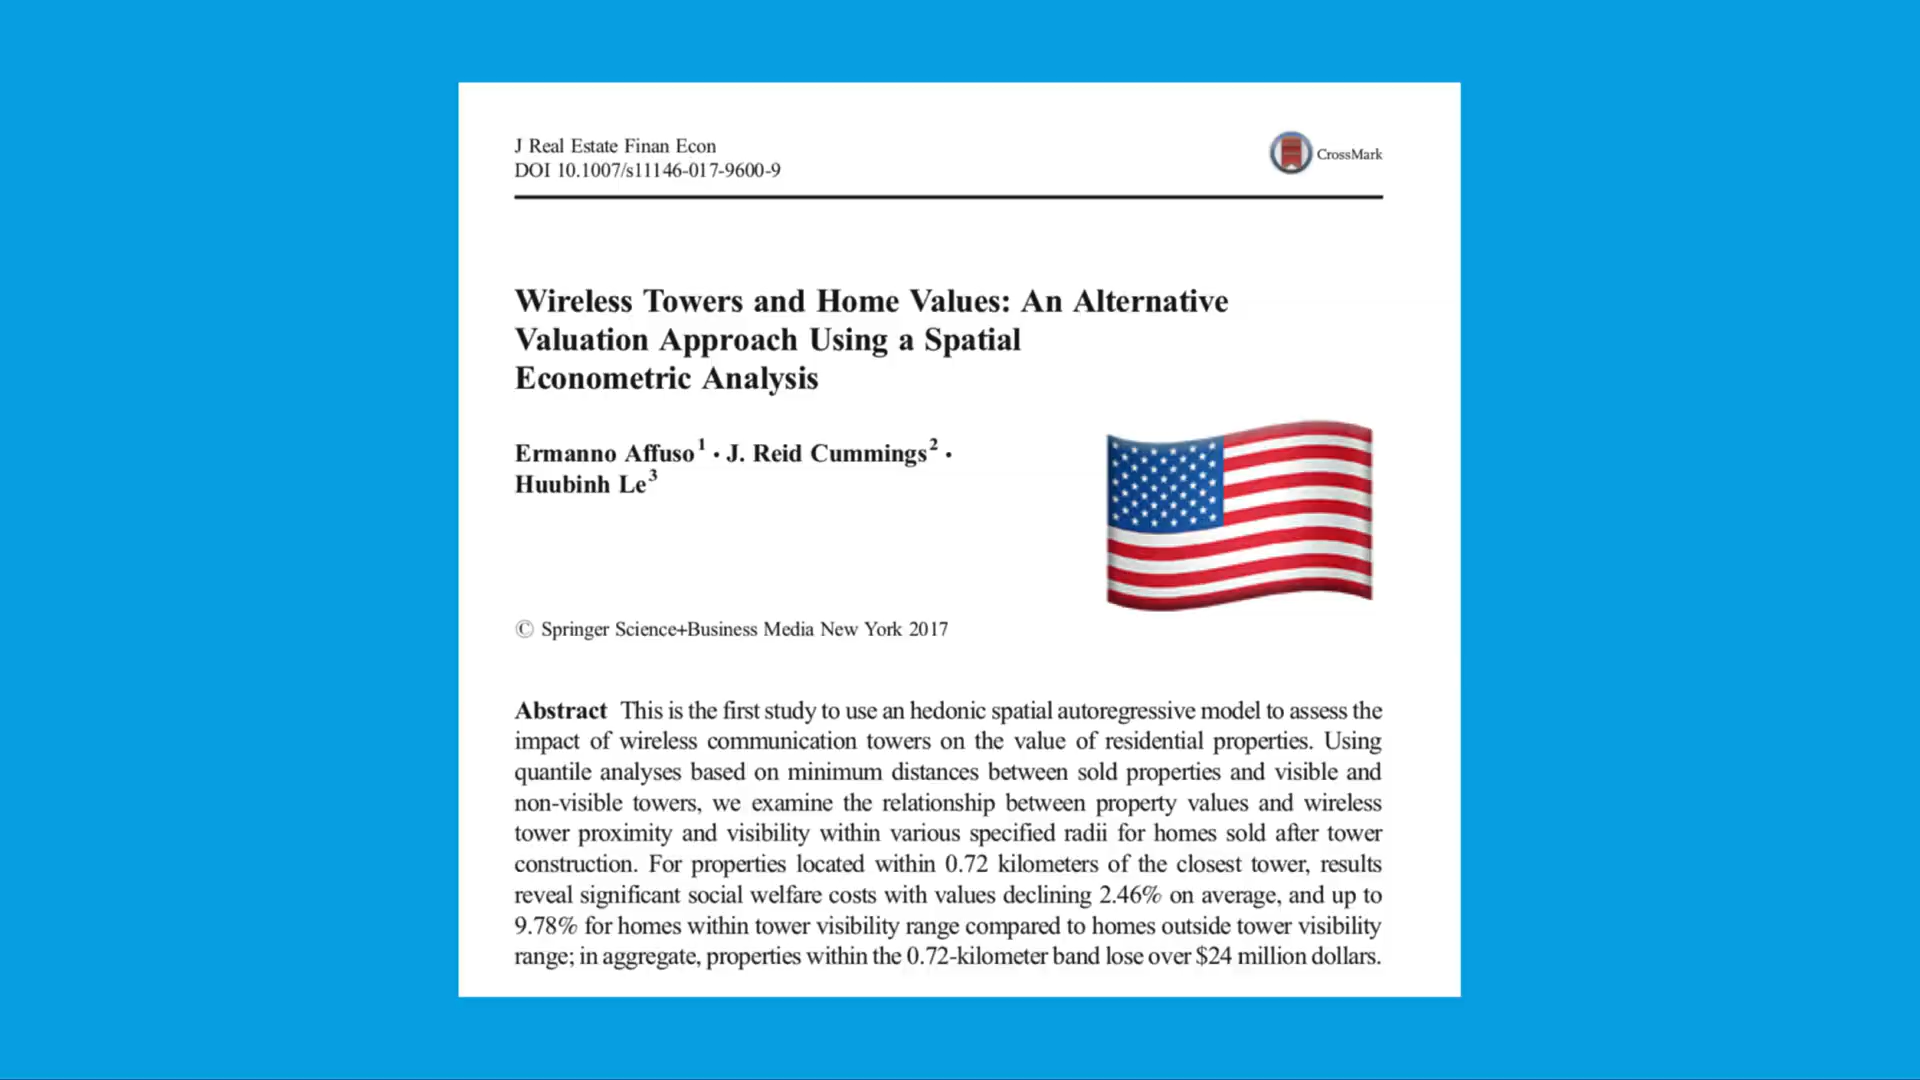 J Real Estate Finan Econ
DOI 10.1007/s11146-017-9600-9
CrossMark
Wireless Towers and Home Values: An Alternative
Valuation Approach Using a Spatial
Econometric Analysis
Ermanno Affuso1 · J. Reid Cummings2 ·
Huubinh Le3
© Springer Science+Business Media New York 2017
Abstract This is the first study to use an hedonic spatial autoregressive model to assess the
impact of wireless communication towers on the value of residential properties. Using
quantile analyses based on minimum distances between sold properties and visible and
non-visible towers, we examine the relationship between property values and wireless
tower proximity and visibility within various specified radii for homes sold after tower
construction. For properties located within 0.72 kilometers of the closest tower, results
reveal significant social welfare costs with values declining 2.46% on average, and up to
9.78% for homes within tower visibility range compared to homes outside tower visibility
range; in aggregate, properties within the 0.72-kilometer band lose over $24 million dollars.